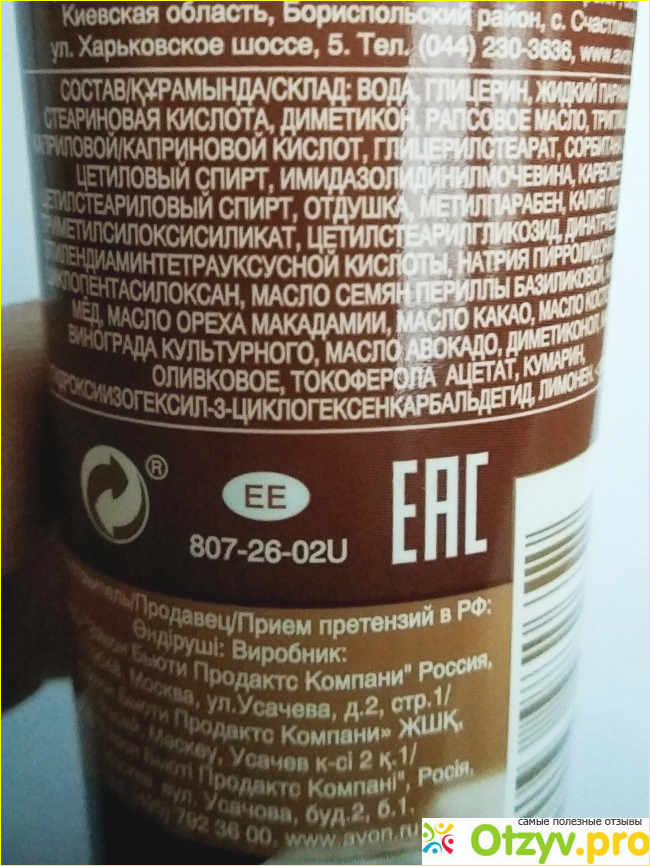 Киевская область, Бориспольский район, с. Счастливое
ул. Харьковское шоссе, 5. Тел. (044) 230-3636, www.avon
СОСТАВ/ҚҰРАМЫНДА/СКЛАД: ВОДА, ГЛИЦЕРИН, ЖИДКИЙ
СТЕАРИНОВАЯ КИСЛОТА, ДИМЕТИКОН, РАПСОВОЕ МАСЛО,
КАПРИЛОВОЙ/КАПРИНОВОЙ КИСЛОТ, ГЛИЦЕРИЛСТЕАРАТ,
ЦЕТИЛОВЫЙ СПИРТ, ИМИДАЗОЛИДИНИЛМОЧЕВИНА,
ЦЕТИЛСТЕАРИЛОВЫЙ СПИРТ, ОТДУШКА, МЕТИЛПАРАБЕН, КАЛИЯ
ТРИМЕТИЛСИЛОКСИСИЛИКАТ, ЦЕТИЛСТЕАРИЛГЛИКОЗИД,
ЭТИЛЕНДИАМИНТЕТРАУКСУСНОЙ КИСЛОТЫ, НАТРИЯ
ЦИКЛОПЕНТАСИЛОКСАН, МАСЛО СЕМЯН ПЕРИЛЛЫ БАЗИЛИКОВОЙ,
МЁД, МАСЛО ОРЕХА МАКАДАМИИ, МАСЛО КАКАО, МАСЛО
ВИНОГРАДА КУЛЬТУРНОГО, МАСЛО АВОКАДО, ДИМЕТИКОНОЛ,
ОЛИВКОВОЕ, ТОКОФЕРОЛА АЦЕТАТ, КУМАРИН,
ГИДРОКСИИЗОГЕКСИЛ-3-ЦИКЛОГЕКСЕНКАРБАЛЬДЕГИД, ЛИМОНЕН
®
EE
EAC
807-26-02U
/Продавец/Прием претензий в РФ:
Өндіруші: Виробник:
Бьюти Продактс Компани" Россия,
Москва, ул.Усачева, д.2, стр.1/
Бьюти Продактс Компани» ЖШҚ,
Мәскеу, Усачев к-сі 2 қ.1/
Бьюті Продактс Компані", Росія,
вул. Усачова, буд.2, б.1.
792 36 00, www.avon.ru
самые полезные отзывы
Otzyv.pro